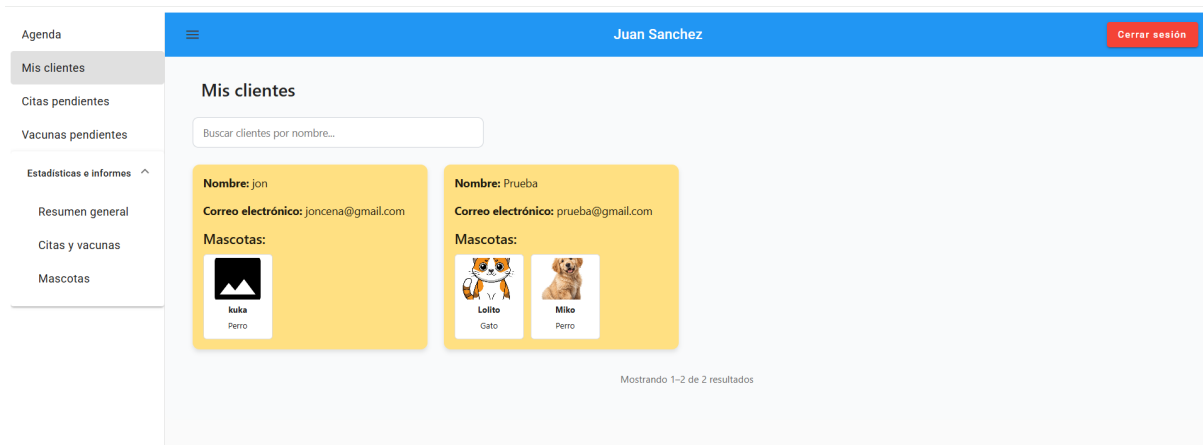 Agenda
Mis clientes
Citas pendientes
Vacunas pendientes
Estadísticas e informes
Resumen general
Citas y vacunas
Mascotas
Juan Sanchez
Cerrar sesión
Mis clientes
Buscar clientes por nombre...
Nombre: jon
Correo electrónico: joncena@gmail.com
Mascotas:
kuka
Perro
Nombre: Prueba
Correo electrónico: prueba@gmail.com
Mascotas:
Lolito
Gato
Miko
Perro
Mostrando 1–2 de 2 resultados